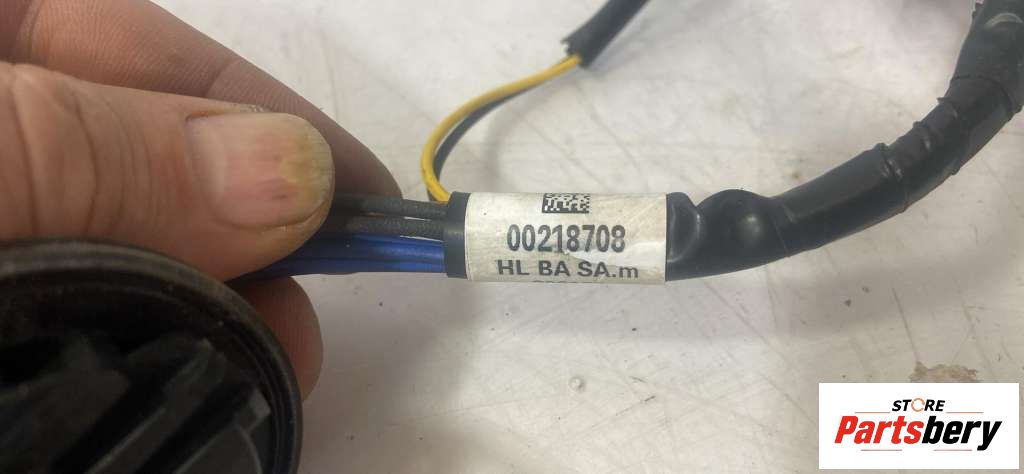 00218708
HL BA SA.m
STORE
Partsbery